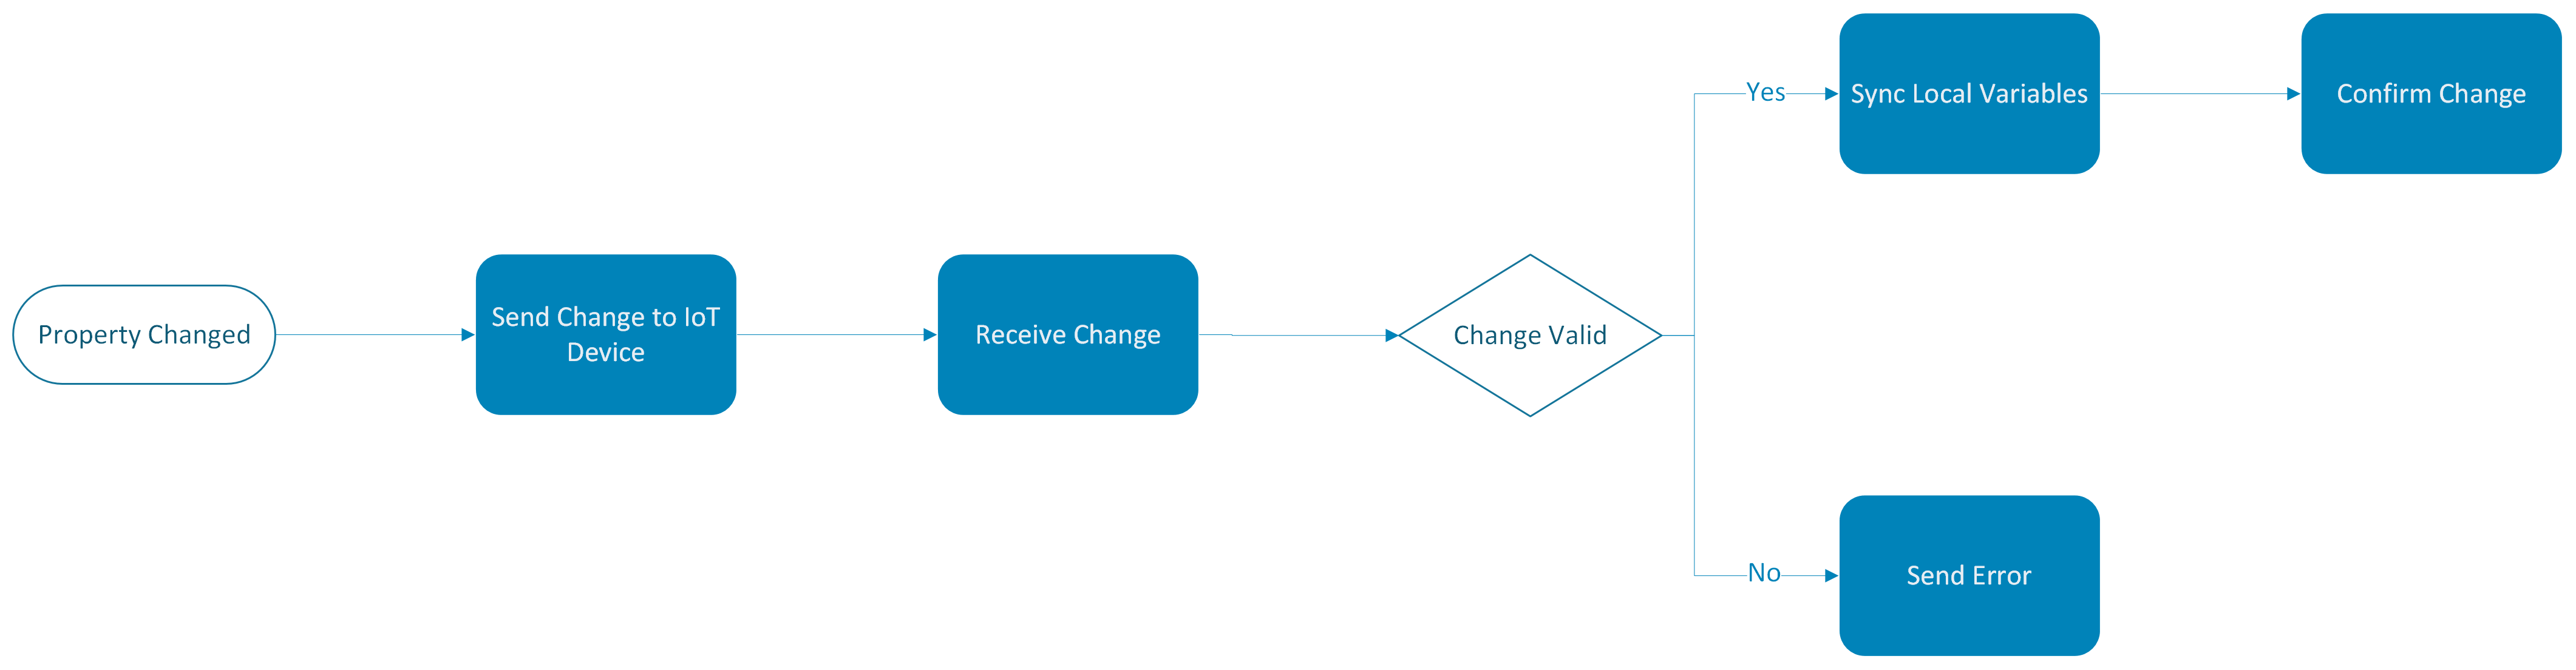 Property Changed
Send Change to IoT
Device
Receive Change
Change Valid
Yes
Sync Local Variables
Confirm Change
No
Send Error